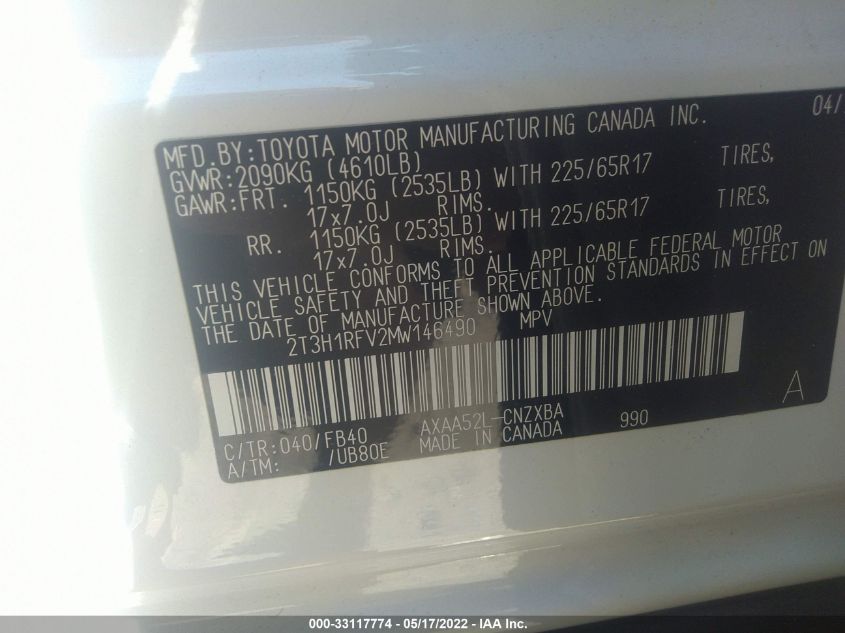 04/
MFD.BY:TOYOTA MOTOR MANUFACTURING CANADA INC.
GVWR:2090KG (4610LB)
GAWR:FRT. 1150KG (2535LB) WITH 225/65R17 TIRES,
17x7.0J RIMS.
RR. 1150KG (2535LB) WITH 225/65R17 TIRES,
17x7.0J RIMS.
THIS VEHICLE CONFORMS TO ALL APPLICABLE FEDERAL MOTOR
VEHICLE SAFETY AND THEFT PREVENTION STANDARDS IN EFFECT ON
THE DATE OF MANUFACTURE SHOWN ABOVE.
2T3H1RFV2MW146490 MPV
A
C/TR:040/FB40 AXAA52L-CNZXBA 990
A/TM: /UB80E MADE IN CANADA
000-33117774 - 05/17/2022 - IAA, Inc.